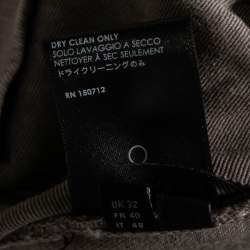 DRY CLEAN ONLY
SOLO LAVAGGIO A SECCO
NETTOYER À SEC SEULEMENT
ドライクリーニングのみ
RN 150712
UK 32
FR 40
IT 48